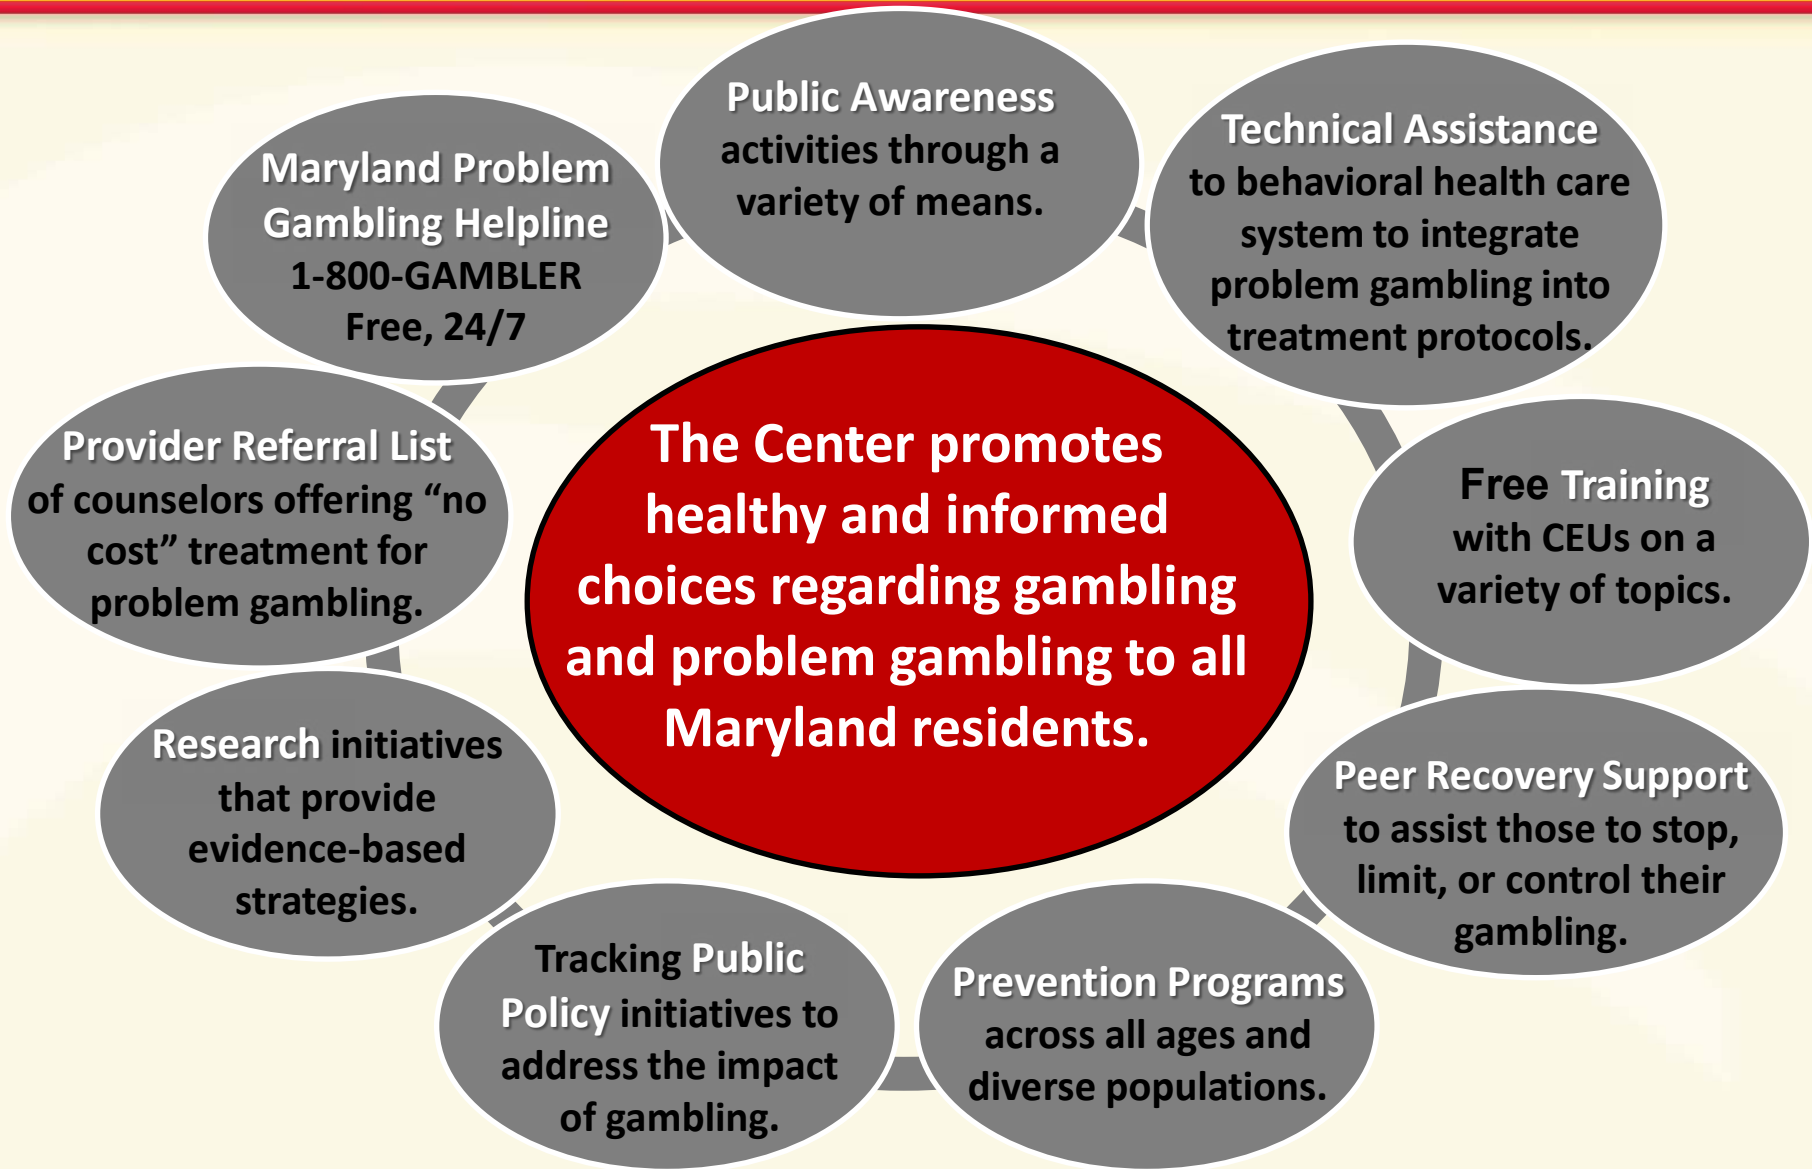 Public Awareness
activities through a
variety of means.
Technical Assistance
to behavioral health care
system to integrate
problem gambling into
treatment protocols.
Free Training
with CEUs on a
variety of topics.
Peer Recovery Support
to assist those to stop,
limit, or control their
gambling.
Prevention Programs
across all ages and
diverse populations.
Tracking Public
Policy initiatives to
address the impact
of gambling.
Research initiatives
that provide
evidence-based
strategies.
Provider Referral List
of counselors offering “no
cost” treatment for
problem gambling.
Maryland Problem
Gambling Helpline
1-800-GAMBLER
Free, 24/7
The Center promotes
healthy and informed
choices regarding gambling
and problem gambling to all
Maryland residents.